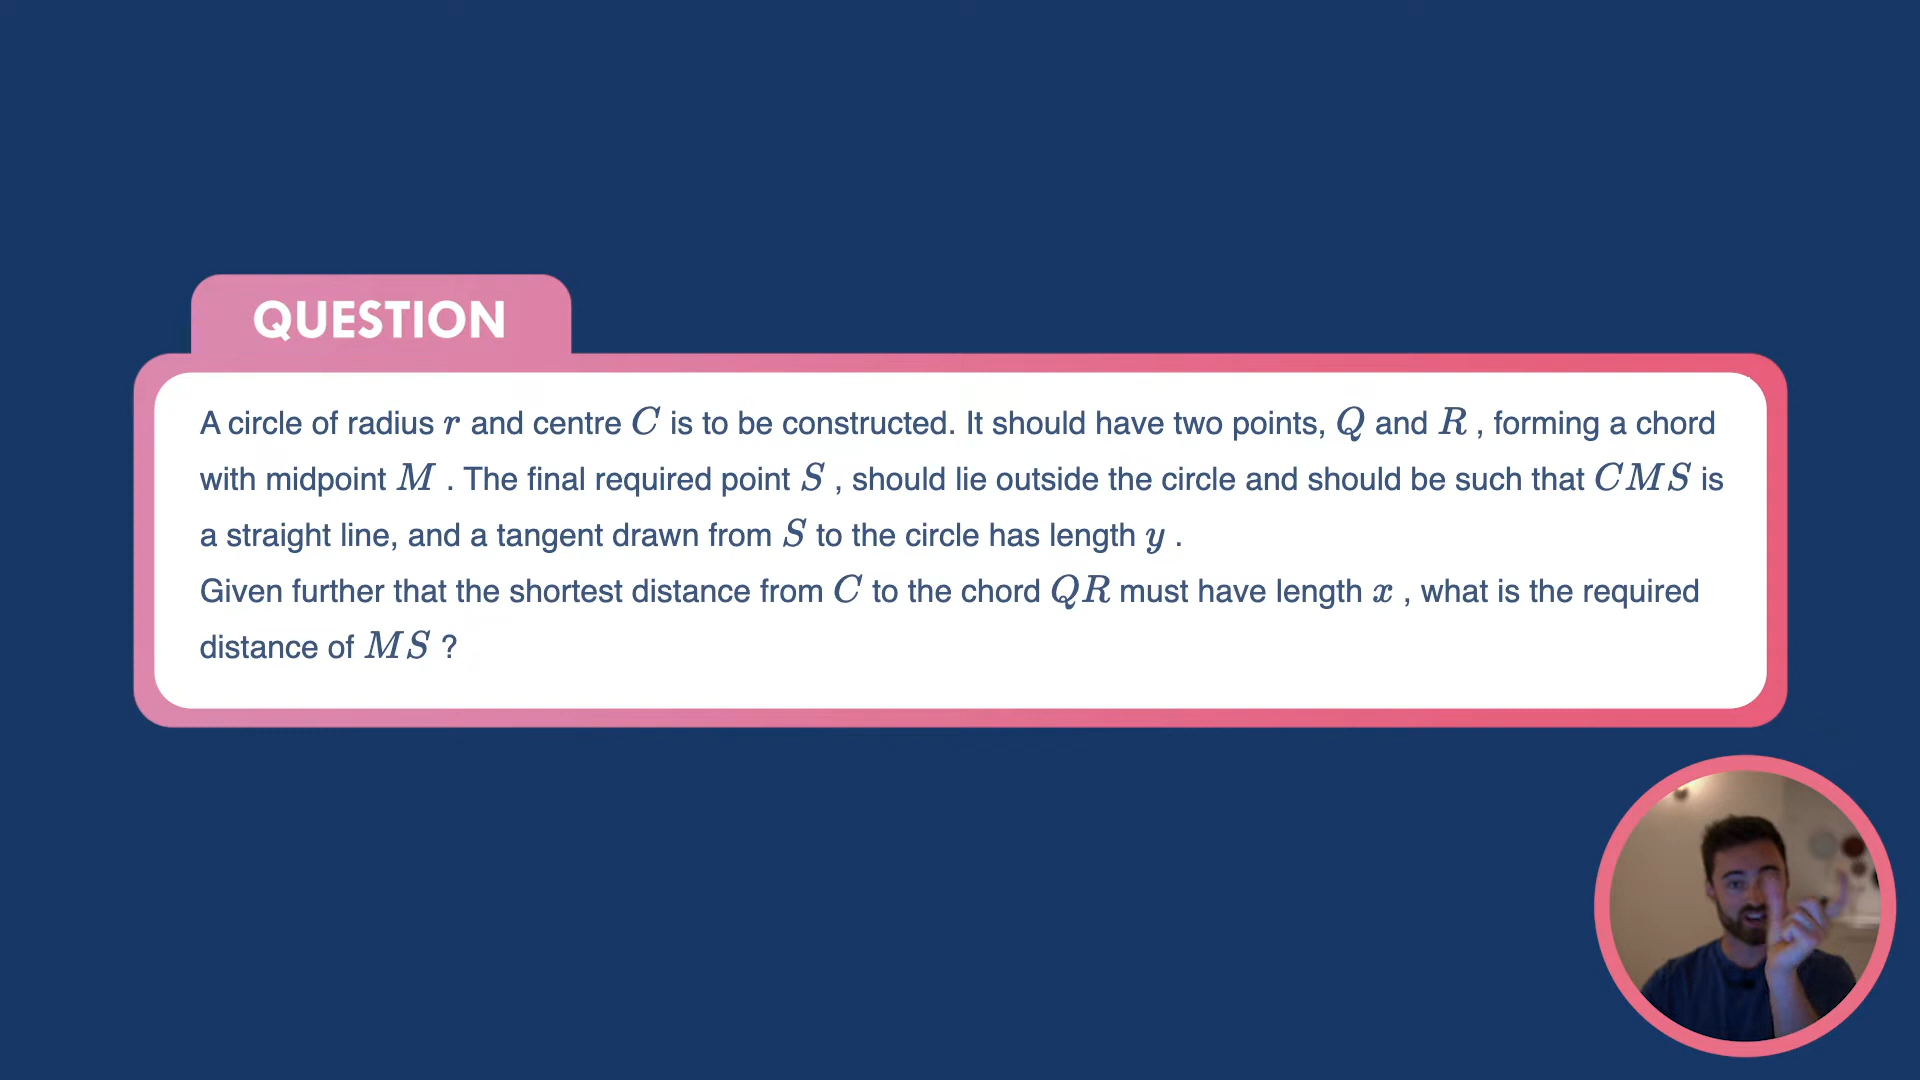 QUESTION
A circle of radius r and centre C is to be constructed. It should have two points, Q and R , forming a chord
with midpoint M . The final required point S , should lie outside the circle and should be such that CMS is
a straight line, and a tangent drawn from S to the circle has length y .
Given further that the shortest distance from C to the chord QR must have length x , what is the required
distance of MS ?